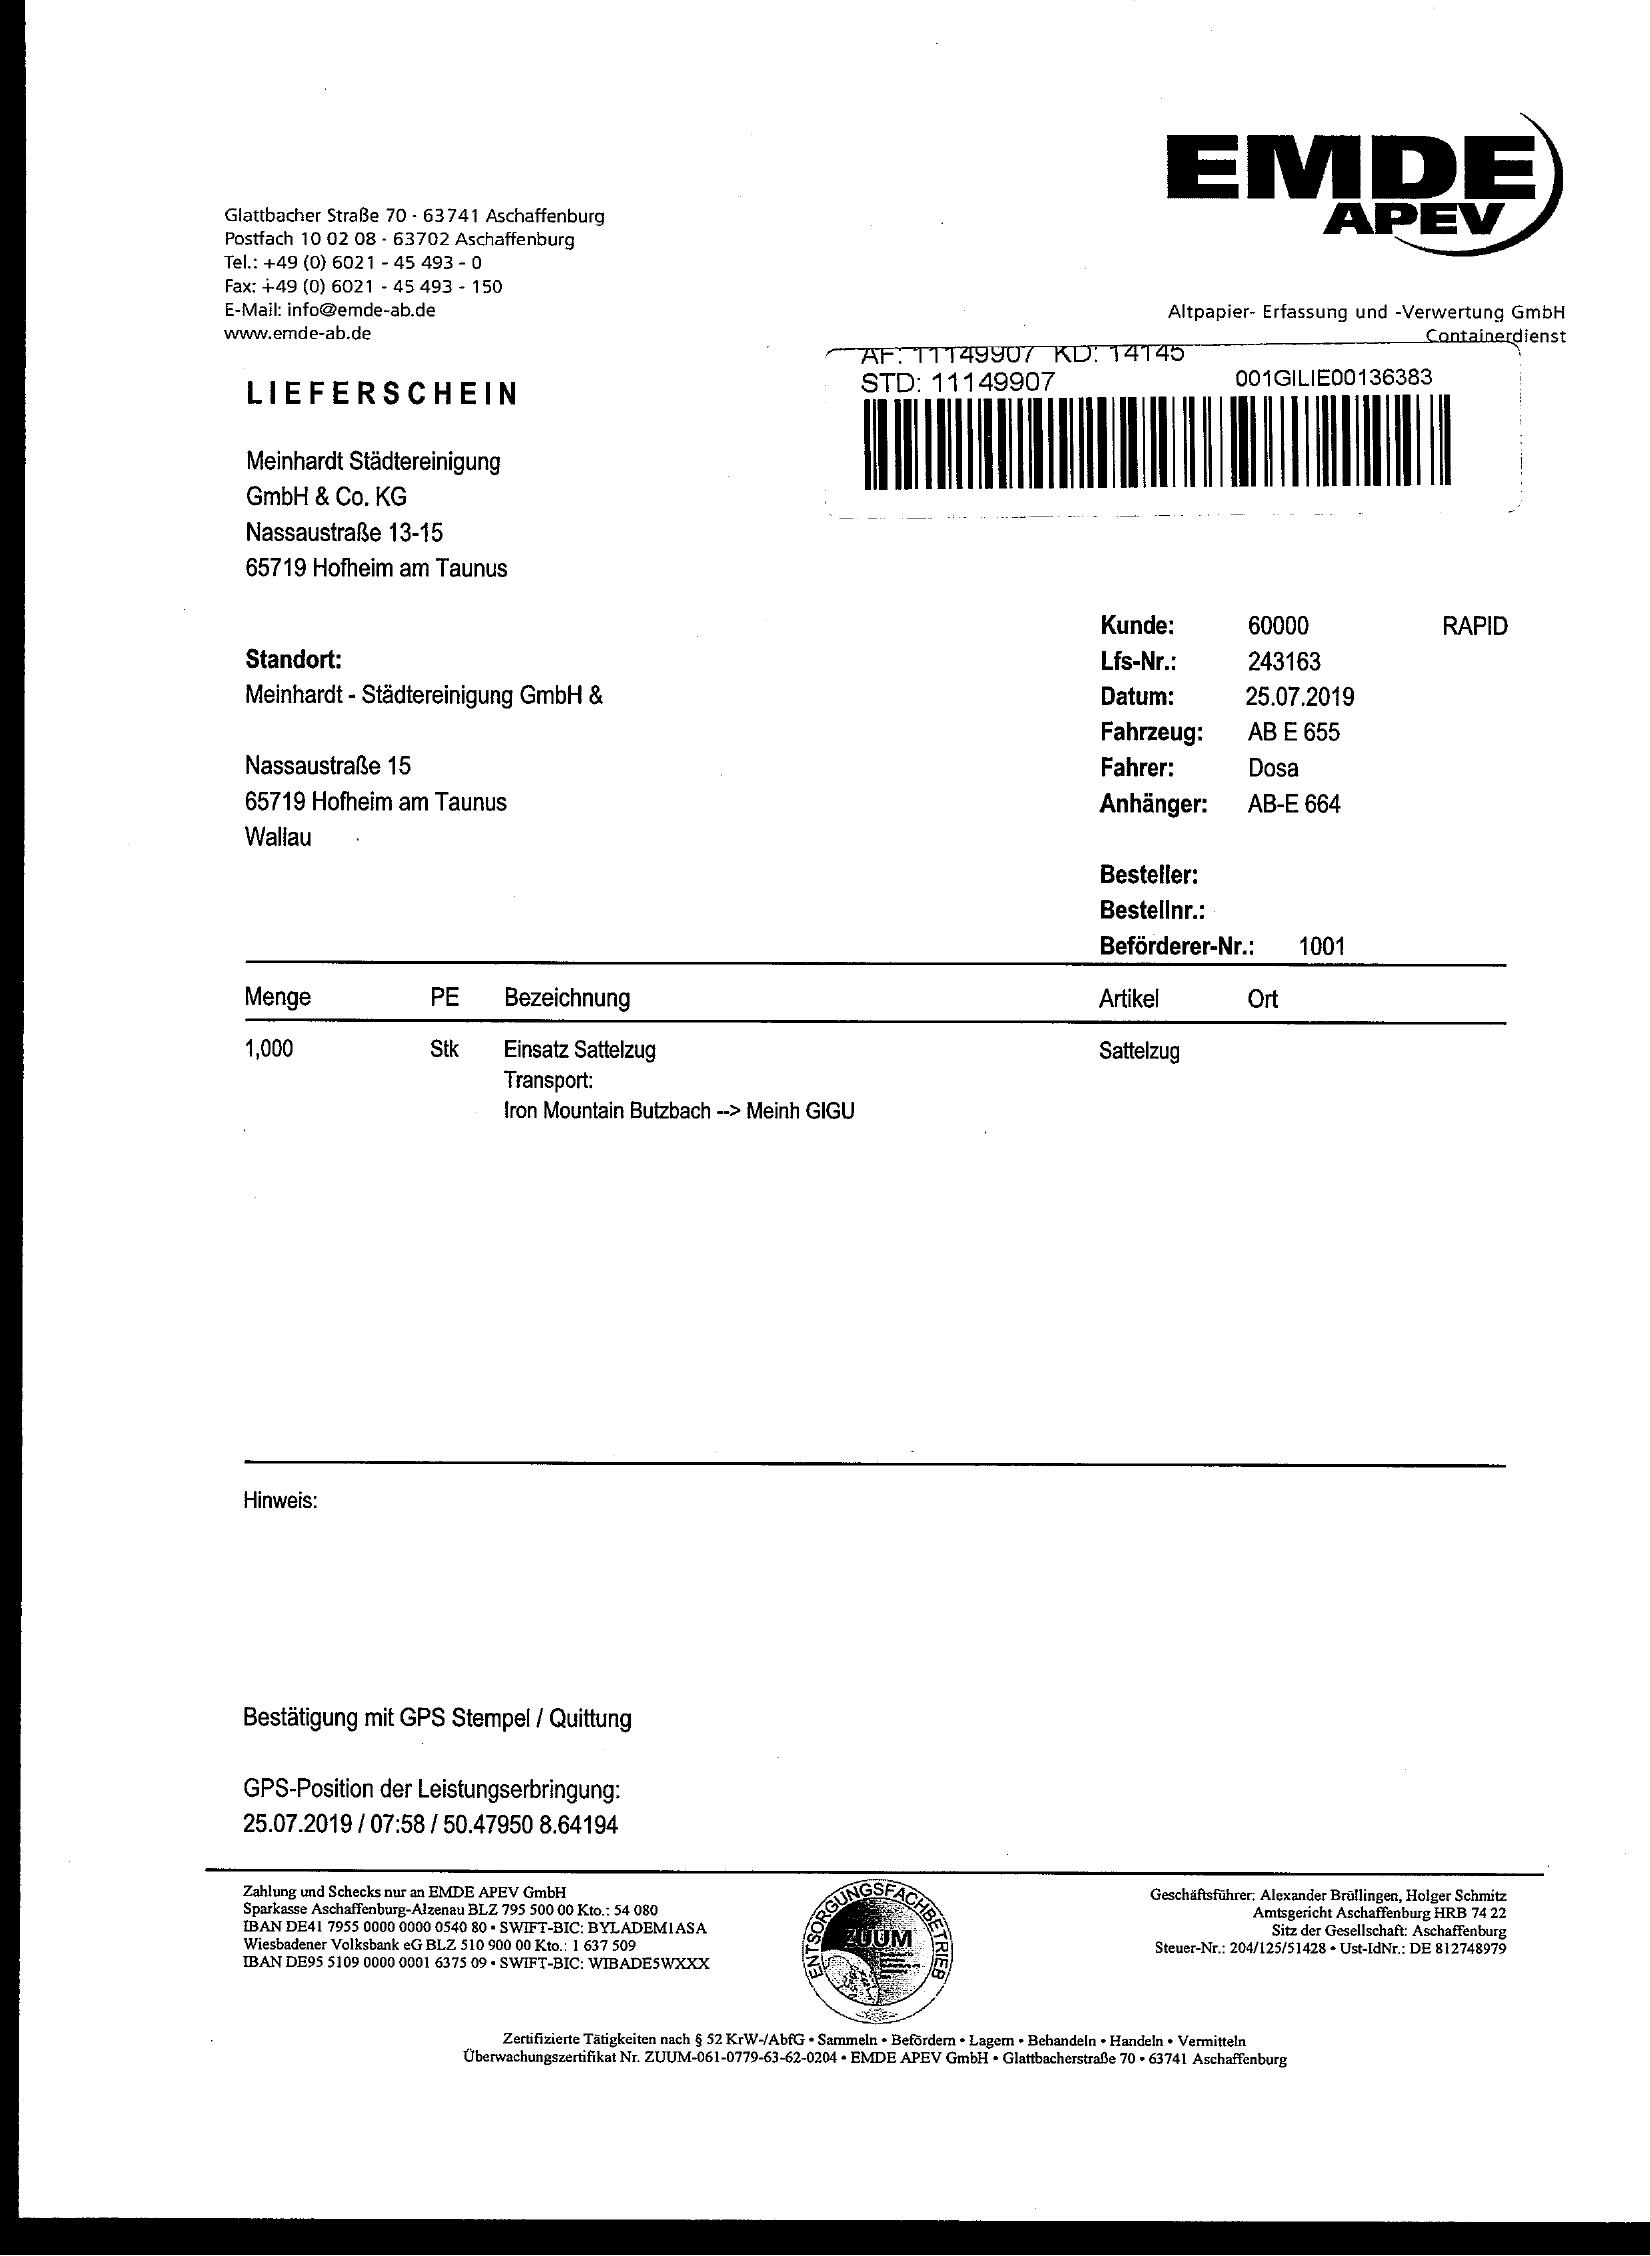 EMDE
APEV
Glattbacher Straße 70 - 63741 Aschaffenburg
Postfach 10 02 08 - 63702 Aschaffenburg
Tel.: +49 (0) 6021 - 45 493 - 0
Fax: +49 (0) 6021 - 45 493 - 150
E-Mail: info@emde-ab.de
www.emde-ab.de
Altpapier- Erfassung und -Verwertung GmbH
Containerdienst
AF: 11149907 KD: 14145
STD: 11149907 001GILIE00136383
LIEFERSCHEIN
Meinhardt Städtereinigung
GmbH & Co. KG
Nassaustraße 13-15
65719 Hofheim am Taunus
Standort:
Meinhardt - Städtereinigung GmbH &
Nassaustraße 15
65719 Hofheim am Taunus
Wallau
Kunde: 60000 RAPID
Lfs-Nr.: 243163
Datum: 25.07.2019
Fahrzeug: AB E 655
Fahrer: Dosa
Anhänger: AB-E 664
Besteller:
Bestellnr.:
Beförderer-Nr.: 1001
Menge PE Bezeichnung Artikel Ort
1,000 Stk Einsatz Sattelzug Sattelzug
Transport:
Iron Mountain Butzbach --> Meinh GIGU
Hinweis:
Bestätigung mit GPS Stempel / Quittung
GPS-Position der Leistungserbringung:
25.07.2019 / 07:58 / 50.47950 8.64194
Zahlung und Schecks nur an EMDE APEV GmbH
Sparkasse Aschaffenburg-Alzenau BLZ 795 500 00 Kto.: 54 080
IBAN DE41 7955 0000 0000 0540 80 • SWIFT-BIC: BYLADEM1ASA
Wiesbadener Volksbank eG BLZ 510 900 00 Kto.: 1 637 509
IBAN DE95 5109 0000 0001 6375 09 • SWIFT-BIC: WIBADE5WXXX
ENTSORGUNGSFACHBETRIEB
ZUUM
Geschäftsführer: Alexander Bröllingen, Holger Schmitz
Amtsgericht Aschaffenburg HRB 74 22
Sitz der Gesellschaft: Aschaffenburg
Steuer-Nr.: 204/125/51428 • Ust-IdNr.: DE 812748979
Zertifizierte Tätigkeiten nach § 52 KrW-/AbfG • Sammeln • Befördern • Lagern • Behandeln • Handeln • Vermitteln
Überwachungszertifikat Nr. ZUUM-061-0779-63-62-0204 • EMDE APEV GmbH • Glattbacherstraße 70 • 63741 Aschaffenburg